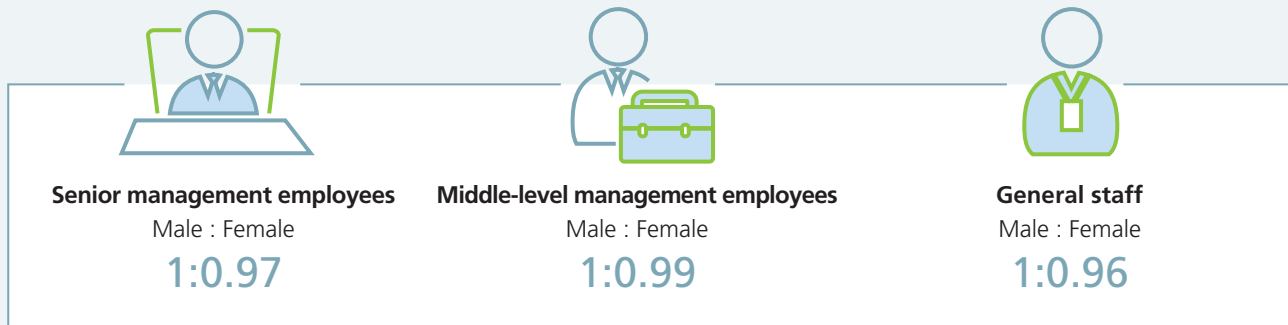 Senior management employees
Male : Female
1:0.97
Middle-level management employees
Male : Female
1:0.99
General staff
Male : Female
1:0.96